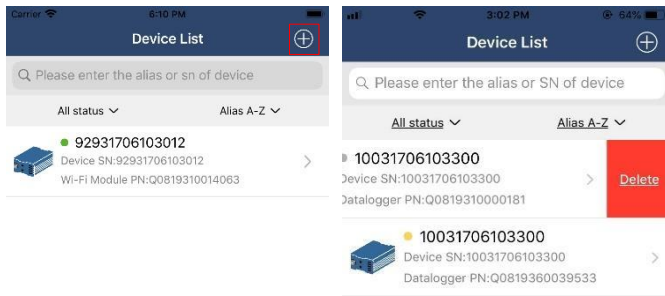 Carrier 6:10 PM
Device List
Please enter the alias or sn of device
All status Alias A-Z
92931706103012
Device SN:92931706103012
Wi-Fi Module PN:Q0819310014063
3:02 PM 64%
Device List
Please enter the alias or SN of device
All status Alias A-Z
10031706103300
Device SN:10031706103300
Datalogger PN:Q0819310000181
Delete
10031706103300
Device SN:10031706103300
Datalogger PN:Q0819360039533